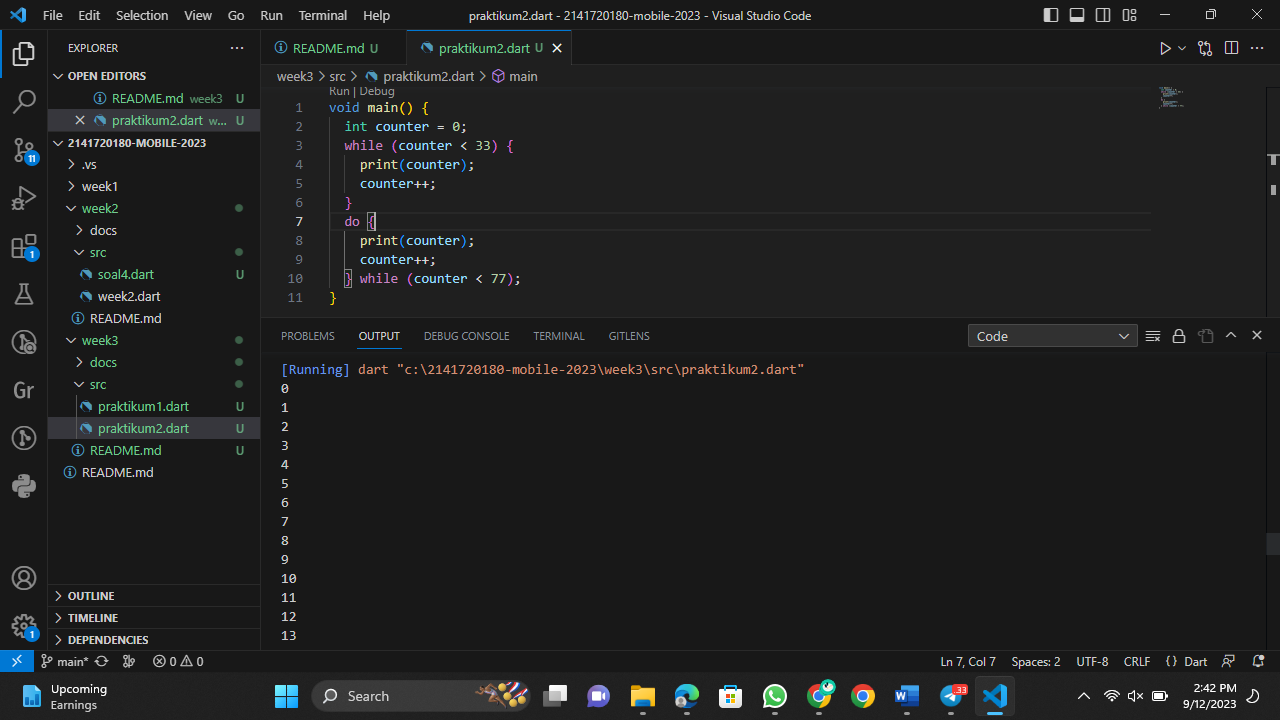 File Edit Selection View Go Run Terminal Help praktikum2.dart - 2141720180-mobile-2023 - Visual Studio Code
EXPLORER
OPEN EDITORS
README.md week3 U
praktikum2.dart w... U
2141720180-MOBILE-2023
.vs
week1
week2
docs
src
soal4.dart U
week2.dart
README.md
week3
docs
src
praktikum1.dart U
praktikum2.dart U
README.md U
README.md
OUTLINE
TIMELINE
DEPENDENCIES
11
1
Gr
1
README.md U praktikum2.dart U
week3 > src > praktikum2.dart > main
Run | Debug
1 void main() {
2 int counter = 0;
3 while (counter < 33) {
4 print(counter);
5 counter++;
6 }
7 do {
8 print(counter);
9 counter++;
10 } while (counter < 77);
11 }
PROBLEMS OUTPUT DEBUG CONSOLE TERMINAL GITLENS Code
[Running] dart "c:\2141720180-mobile-2023\week3\src\praktikum2.dart"
0
1
2
3
4
5
6
7
8
9
10
11
12
13
main* 0 0 Ln 7, Col 7 Spaces: 2 UTF-8 CRLF { } Dart
Upcoming
Earnings
Search
33
2:42 PM
9/12/2023